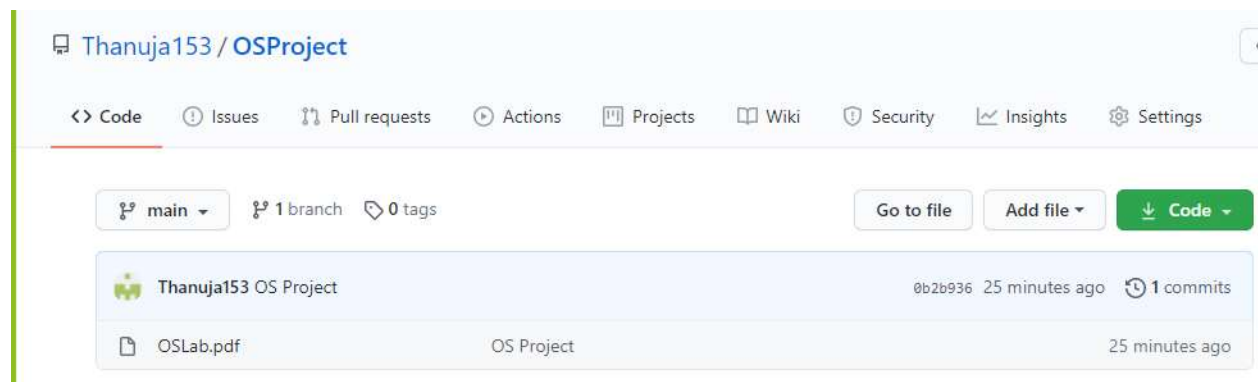 Thanuja153 / OSProject
<> Code Issues Pull requests Actions Projects Wiki Security Insights Settings
main 1 branch 0 tags Go to file Add file Code
Thanuja153 OS Project 0b2b936 25 minutes ago 1 commits
OSLab.pdf OS Project 25 minutes ago